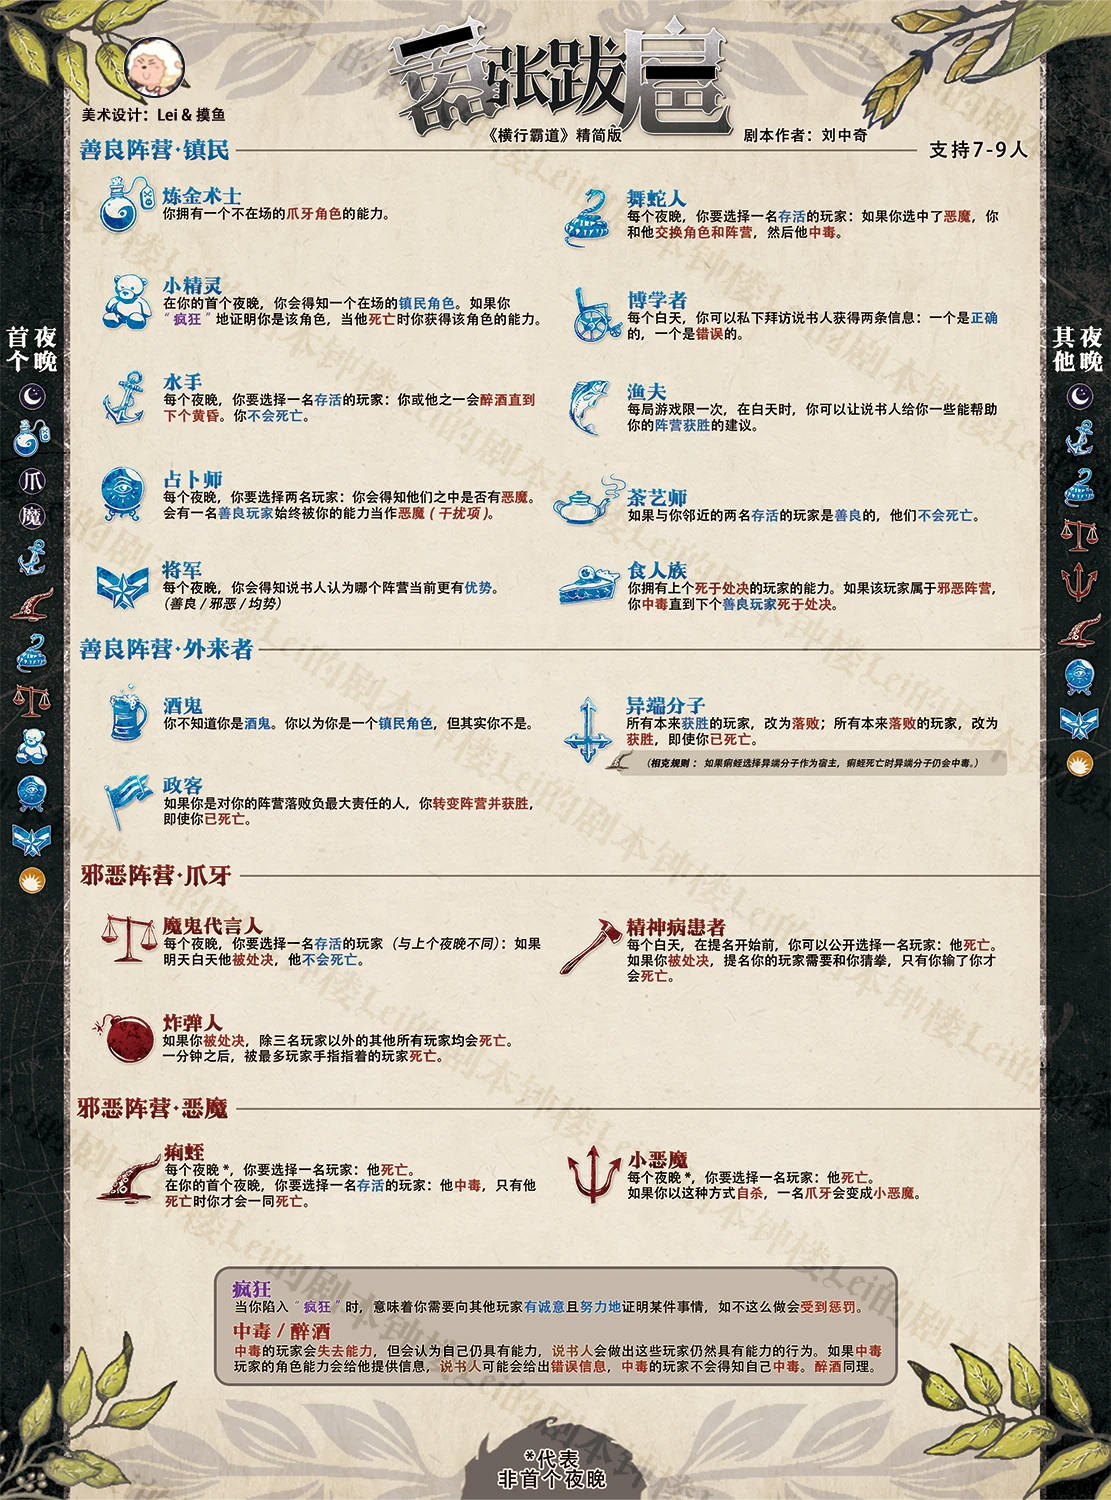 嚣张跋扈
美术设计：Lei & 摸鱼
《横行霸道》精简版
剧本作者：刘中奇
善良阵营·镇民
支持7-9人
炼金术士
你拥有一个不在场的爪牙角色的能力。
舞蛇人
每个夜晚，你要选择一名存活的玩家：如果你选中了恶魔，你
和他交换角色和阵营，然后他中毒。
小精灵
在你的首个夜晚，你会得知一个在场的镇民角色。如果你
“疯狂”地证明你是该角色，当他死亡时你获得该角色的能力。
博学者
每个白天，你可以私下拜访说书人获得两条信息：一个是正确
的，一个是错误的。
水手
每个夜晚，你要选择一名存活的玩家：你或他之一会醉酒直到
下个黄昏。你不会死亡。
渔夫
每局游戏限一次，在白天时，你可以让说书人给你一些能帮助
你的阵营获胜的建议。
占卜师
每个夜晚，你要选择两名玩家：你会得知他们之中是否有恶魔。
会有一名善良玩家始终被你的能力当作恶魔（干扰项）。
茶艺师
如果与你邻近的两名存活的玩家是善良的，他们不会死亡。
将军
每个夜晚，你会得知说书人认为哪个阵营当前更有优势。
（善良/邪恶/均势）
食人族
你拥有上个死于处决的玩家的能力。如果该玩家属于邪恶阵营，
你中毒直到下个善良玩家死于处决。
善良阵营·外来者
酒鬼
你不知道你是酒鬼。你以为你是一个镇民角色，但其实你不是。
异端分子
所有本来获胜的玩家，改为落败；所有本来落败的玩家，改为
获胜，即使你已死亡。
（相克规则：如果痢蛭选择异端分子作为宿主，痢蛭死亡时异端分子仍会中毒。）
政客
如果你是对你的阵营落败负最大责任的人，你转变阵营并获胜，
即使你已死亡。
邪恶阵营·爪牙
魔鬼代言人
每个夜晚，你要选择一名存活的玩家（与上个夜晚不同）：如果
明天白天他被处决，他不会死亡。
精神病患者
每个白天，在提名开始前，你可以公开选择一名玩家：他死亡。
如果你被处决，提名你的玩家需要和你猜拳，只有你输了你才
会死亡。
炸弹人
如果你被处决，除三名玩家以外的其他所有玩家均会死亡。
一分钟之后，被最多玩家手指指着的玩家死亡。
邪恶阵营·恶魔
痢蛭
每个夜晚*，你要选择一名玩家：他死亡。
在你的首个夜晚，你要选择一名存活的玩家：他中毒，只有他
死亡时你才会一同死亡。
小恶魔
每个夜晚*，你要选择一名玩家：他死亡。
如果你以这种方式自杀，一名爪牙会变成小恶魔。
疯狂
当你陷入“疯狂”时，意味着你需要向其他玩家有诚意且努力地证明某件事情，如不这么做会受到惩罚。
中毒/醉酒
中毒的玩家会失去能力，但会认为自己仍具有能力，说书人会做出这些玩家仍然具有能力的行为。如果中毒
玩家的角色能力会给他提供信息，说书人可能会给出错误信息，中毒的玩家不会得知自己中毒。醉酒同理。
*代表
非首个夜晚
首个夜晚
爪
魔
其他夜晚
钟楼Lei的剧本